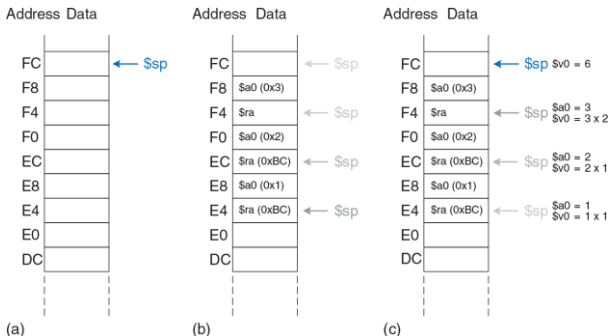 Address Data
FC
$sp
F8
F4
F0
EC
E8
E4
E0
DC
(a)
Address Data
FC
$sp
F8 $a0 (0x3)
F4 $ra
$sp
F0 $a0 (0x2)
EC $ra (0xBC)
$sp
E8 $a0 (0x1)
E4 $ra (0xBC)
$sp
E0
DC
(b)
Address Data
FC
$sp $v0 = 6
F8 $a0 (0x3)
F4 $ra
$sp $a0 = 3
$v0 = 3 x 2
F0 $a0 (0x2)
EC $ra (0xBC)
$sp $a0 = 2
$v0 = 2 x 1
E8 $a0 (0x1)
E4 $ra (0xBC)
$sp $a0 = 1
$v0 = 1 x 1
E0
DC
(c)